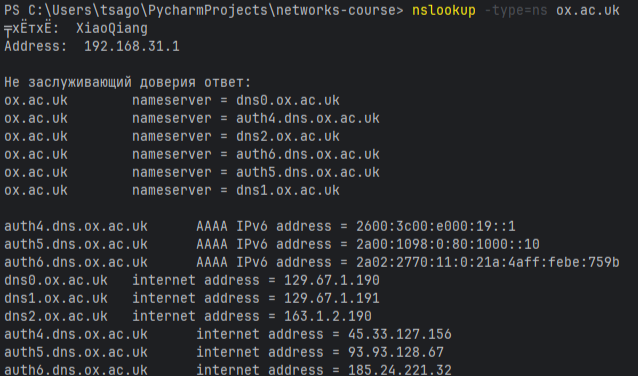 PS C:\Users\tsago\PycharmProjects\networks-course> nslookup -type=ns ox.ac.uk
╤хЁтхЁ:  XiaoQiang
Address:  192.168.31.1
Не заслуживающий доверия ответ:
ox.ac.uk        nameserver = dns0.ox.ac.uk
ox.ac.uk        nameserver = auth4.dns.ox.ac.uk
ox.ac.uk        nameserver = dns2.ox.ac.uk
ox.ac.uk        nameserver = auth6.dns.ox.ac.uk
ox.ac.uk        nameserver = auth5.dns.ox.ac.uk
ox.ac.uk        nameserver = dns1.ox.ac.uk
auth4.dns.ox.ac.uk      AAAA IPv6 address = 2600:3c00:e000:19::1
auth5.dns.ox.ac.uk      AAAA IPv6 address = 2a00:1098:0:80:1000::10
auth6.dns.ox.ac.uk      AAAA IPv6 address = 2a02:2770:11:0:21a:4aff:febe:759b
dns0.ox.ac.uk   internet address = 129.67.1.190
dns1.ox.ac.uk   internet address = 129.67.1.191
dns2.ox.ac.uk   internet address = 163.1.2.190
auth4.dns.ox.ac.uk      internet address = 45.33.127.156
auth5.dns.ox.ac.uk      internet address = 93.93.128.67
auth6.dns.ox.ac.uk      internet address = 185.24.221.32